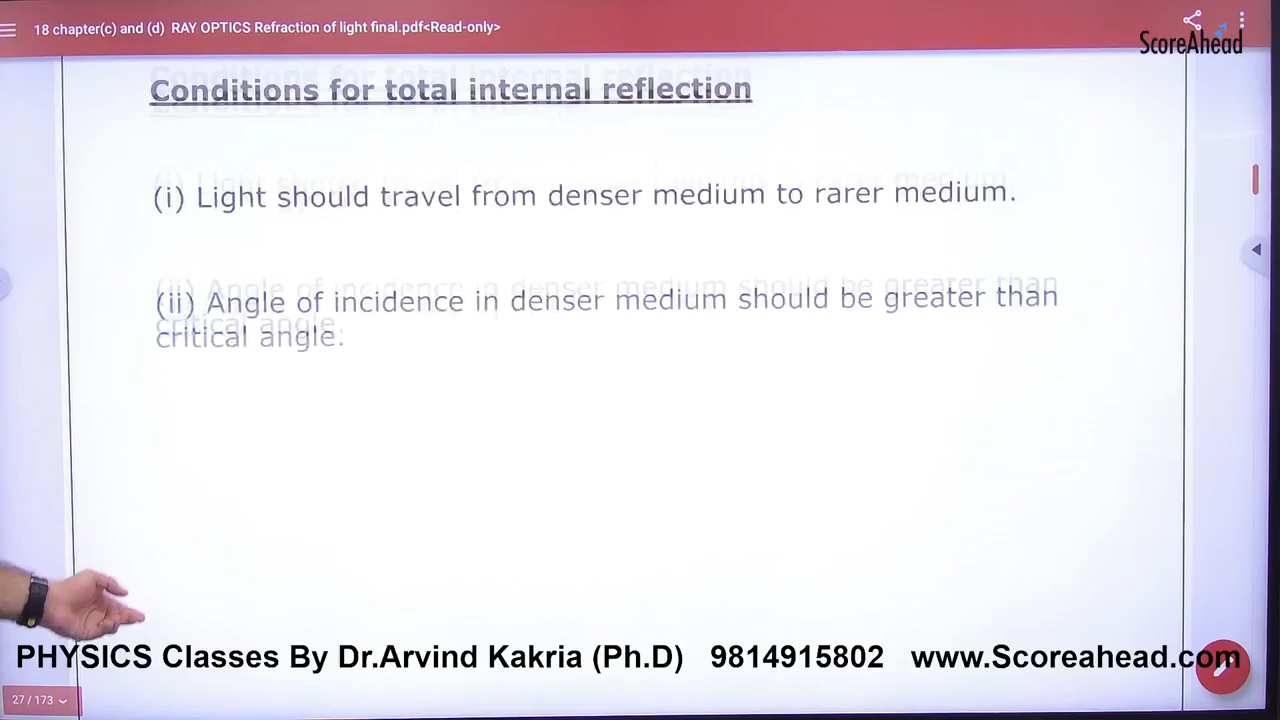 18 chapter(c) and (d) RAY OPTICS Refraction of light final.pdf<Read-only>
ScoreAhead
Conditions for total internal reflection
(i) Light should travel from denser medium to rarer medium.
(ii) Angle of incidence in denser medium should be greater than
critical angle.
PHYSICS Classes By Dr.Arvind Kakria (Ph.D) 9814915802 www.Scoreahead.com
27 / 173